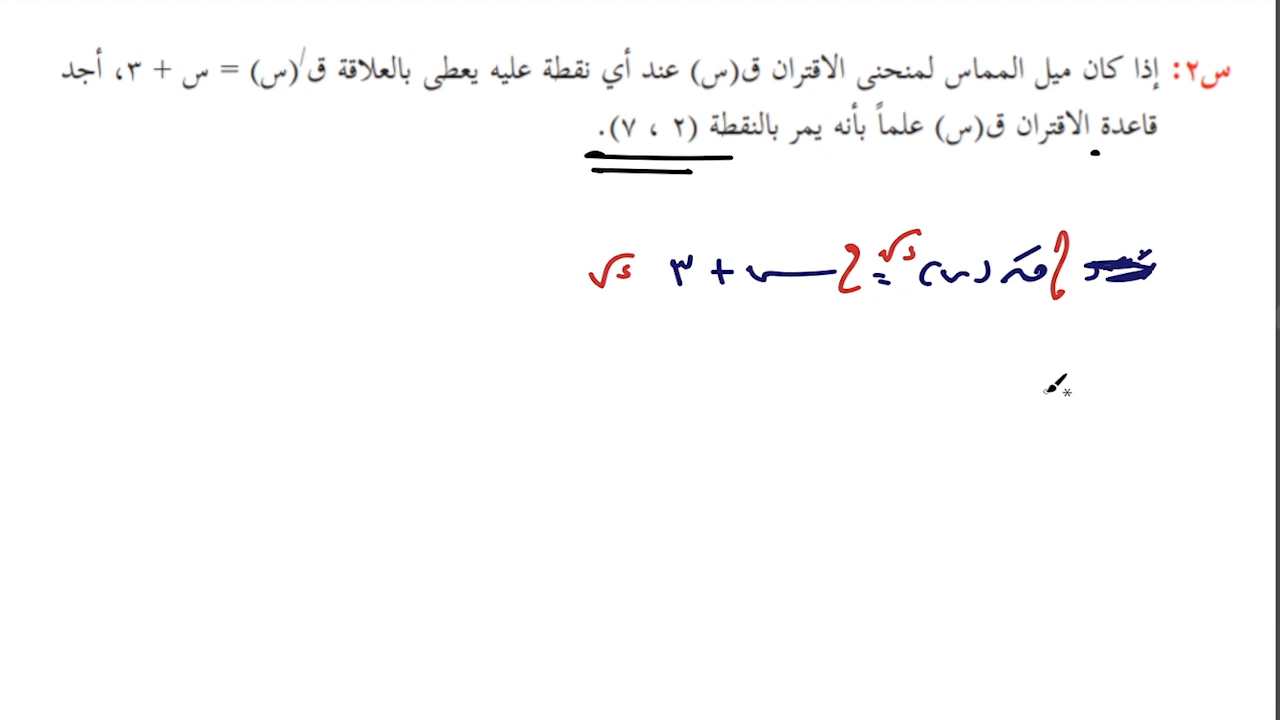 س٢: إذا كان ميل المماس لمنحنى الاقتران ق(س) عند أي نقطة عليه يعطى بالعلاقة ق/(س) = س + ٣، أجد
قاعدة الاقتران ق(س) علماً بأنه يمر بالنقطة (٢ ، ٧).
∫ قَ(س) دس = ∫ س + ٣ دس